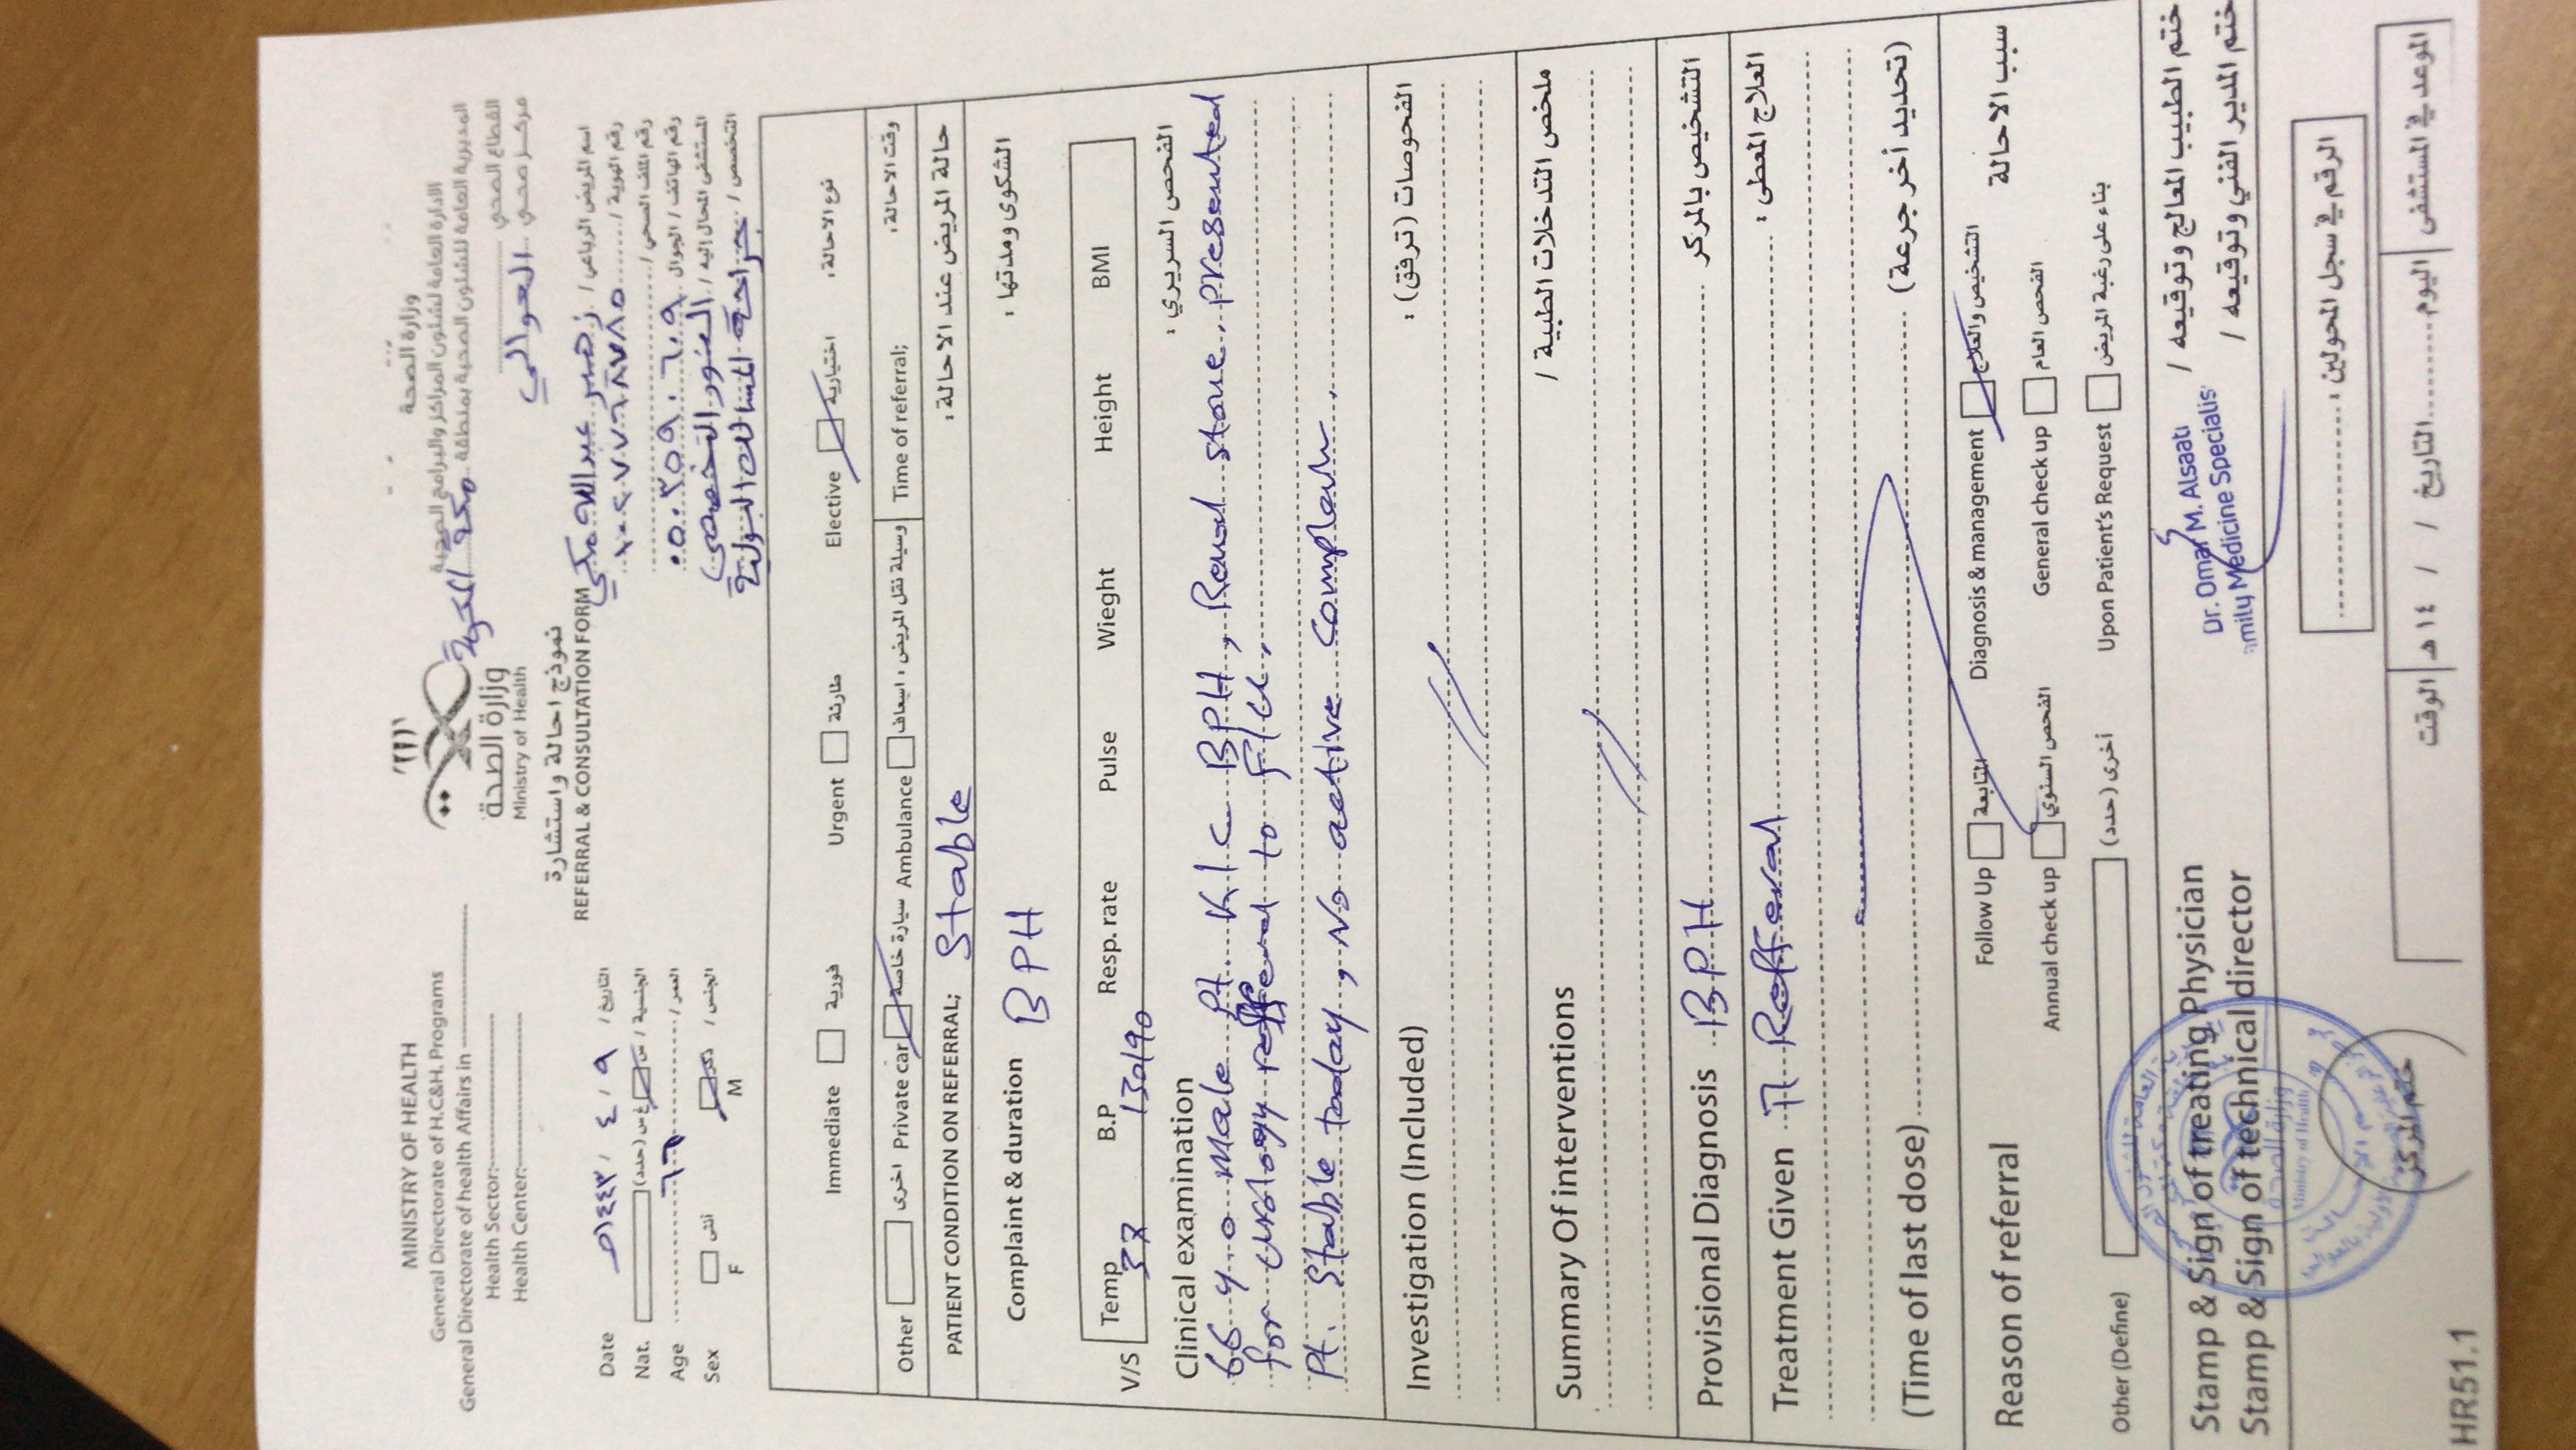 MINISTRY OF HEALTH
General Directorate of H.C&H. Programs
General Directorate of health Affairs in
Health Sector:
Health Center:
وزارة الصحة
Ministry of Health
وزارة الصحة
الادارة العامة لشئون المراكز والبرامج الصحية
المديرية العامة للشئون الصحية بمنطقة مكة المكرمة
القطاع الصحي
مركز صحي العوالي
نموذج احالة واستشارة
REFERRAL & CONSULTATION FORM
اسم المريض الرباعي / زهير عبدالله مكي
رقم الهوية /
رقم الملف الصحي /
رقم الهاتف / الجوال ٠٥٠٣٥٩٠٦٠٩
المستشفى المحال إليه / النور التخصصي
التخصص / جراحة المسالك البولية
Date ٩ / ٤ / ١٤٤٣هـ التاريخ /
Nat. (حدد) غ س س الجنسية /
Age ٦٦ العمر /
Sex أنثى ذكر الجنس /
F M
Immediate فورية Urgent طارئة Elective اختيارية نوع الاحالة:
Other اخرى Private car سيارة خاصة Ambulance وسيلة نقل المريض : اسعاف Time of referral; وقت الاحالة:
PATIENT CONDITION ON REFERRAL; Stable حالة المريض عند الاحالة :
Complaint & duration BPH الشكوى ومدتها :
V/S Temp B.P Resp. rate Pulse Wieght Height BMI
37 130/90
Clinical examination الفحص السريري :
66 y.o male Pt. K/C BPH, Renal stone. presented
for urology refferal to F/U.
Pt. Stable today, No active
Investigation (Included) الفحوصات (ترفق) :
Summary Of interventions ملخص التدخلات الطبية /
Provisional Diagnosis BPH التشخيص بالمركز
Treatment Given Refferal العلاج المعطى :
(Time of last dose) (تحديد أخر جرعة)
Reason of referral Follow Up المتابعة Diagnosis & management التشخيص والعلاج سبب الاحالة
Annual check up الفحص السنوي General check up الفحص العام
Other (Define) أخرى (حدد) Upon Patient's Request بناء على رغبة المريض
Stamp & Sign of treating Physician ختم الطبيب المعالج وتوقيعه /
Stamp & Sign of technical director ختم المدير الفني وتوقيعه /
Dr. Omar M. Alsaati
mily Medicine Specialis
وزارة الصحة
Ministry of Health
ختم المركز
الرقم في سجل المحولين :
الموعد في المستشفى اليوم التاريخ / / ١٤ هـ الوقت
HR51.1